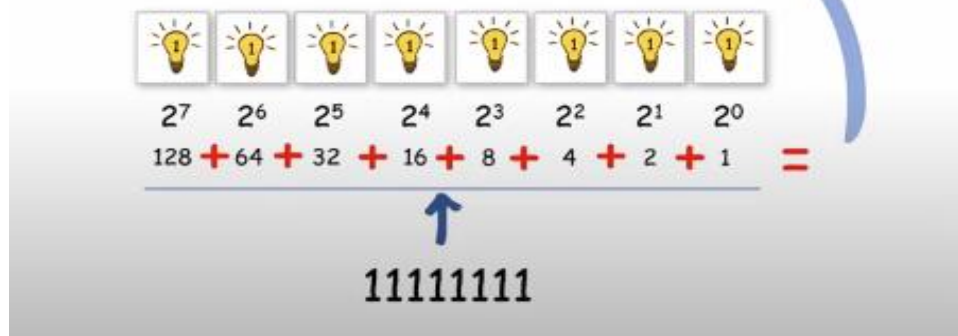 1 1 1 1 1 1 1 1
2⁷ 2⁶ 2⁵ 2⁴ 2³ 2² 2¹ 2⁰
128 + 64 + 32 + 16 + 8 + 4 + 2 + 1 =
11111111